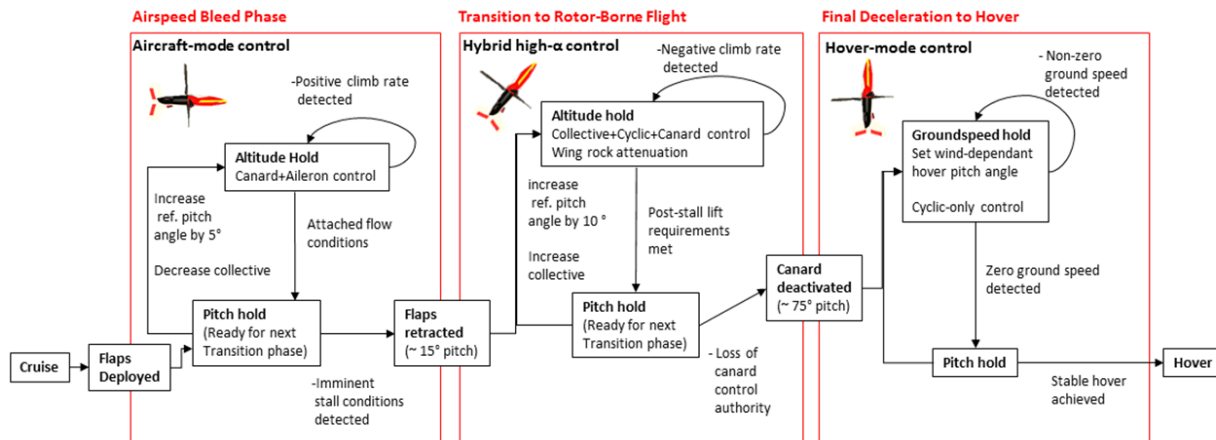 Airspeed Bleed Phase
Aircraft-mode control
-Positive climb rate
detected
Altitude Hold
Canard+Aileron control
Increase
ref. pitch
angle by 5°
Decrease collective
Attached flow
conditions
Pitch hold
(Ready for next
Transition phase)
Cruise
Flaps
Deployed
-Imminent
stall conditions
detected
Flaps
retracted
(~ 15° pitch)
Transition to Rotor-Borne Flight
Hybrid high-α control
-Negative climb rate
detected
Altitude hold
Collective+Cyclic+Canard control
Wing rock attenuation
increase
ref. pitch
angle by 10 °
Increase collective
Post-stall lift
requirements
met
Pitch hold
(Ready for next
Transition phase)
- Loss of
canard
control
authority
Canard
deactivated
(~ 75° pitch)
Final Deceleration to Hover
Hover-mode control
- Non-zero
ground speed
detected
Groundspeed hold
Set wind-dependant
hover pitch angle
Cyclic-only control
Zero ground speed
detected
Pitch hold
Stable hover
achieved
Hover